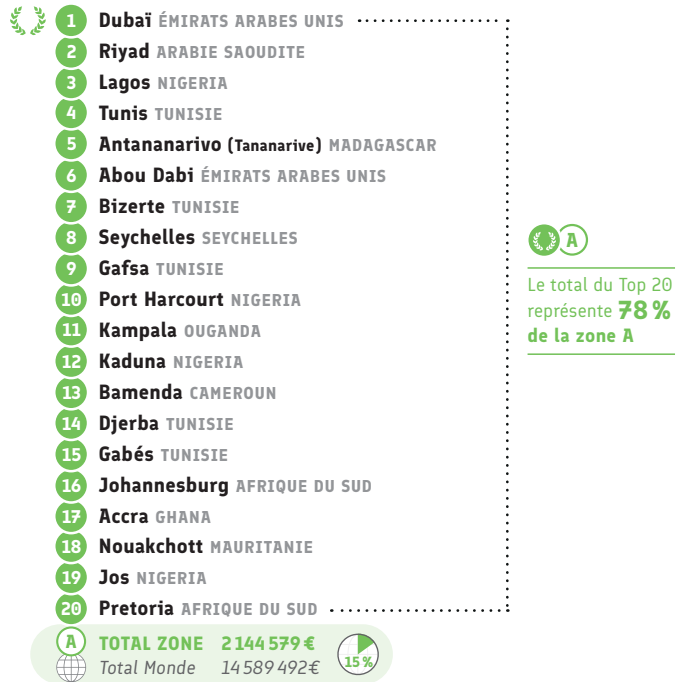 1 Dubaï ÉMIRATS ARABES UNIS
2 Riyad ARABIE SAOUDITE
3 Lagos NIGERIA
4 Tunis TUNISIE
5 Antananarivo (Tananarive) MADAGASCAR
6 Abou Dabi ÉMIRATS ARABES UNIS
7 Bizerte TUNISIE
8 Seychelles SEYCHELLES
9 Gafsa TUNISIE
10 Port Harcourt NIGERIA
11 Kampala OUGANDA
12 Kaduna NIGERIA
13 Bamenda CAMEROUN
14 Djerba TUNISIE
15 Gabés TUNISIE
16 Johannesburg AFRIQUE DU SUD
17 Accra GHANA
18 Nouakchott MAURITANIE
19 Jos NIGERIA
20 Pretoria AFRIQUE DU SUD
A
Le total du Top 20
représente 78 %
de la zone A
A TOTAL ZONE 2 144 579 €
Total Monde 14 589 492 €
15 %